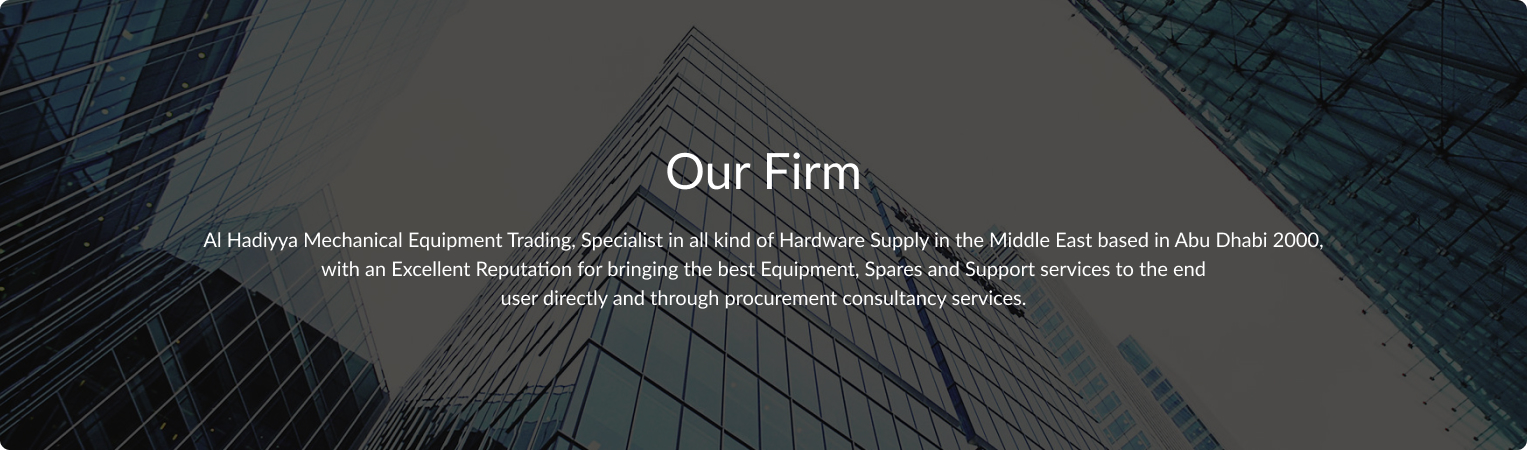 Our Firm
Al Hadiyya Mechanical Equipment Trading, Specialist in all kind of Hardware Supply in the Middle East based in Abu Dhabi 2000,
with an Excellent Reputation for bringing the best Equipment, Spares and Support services to the end
user directly and through procurement consultancy services.